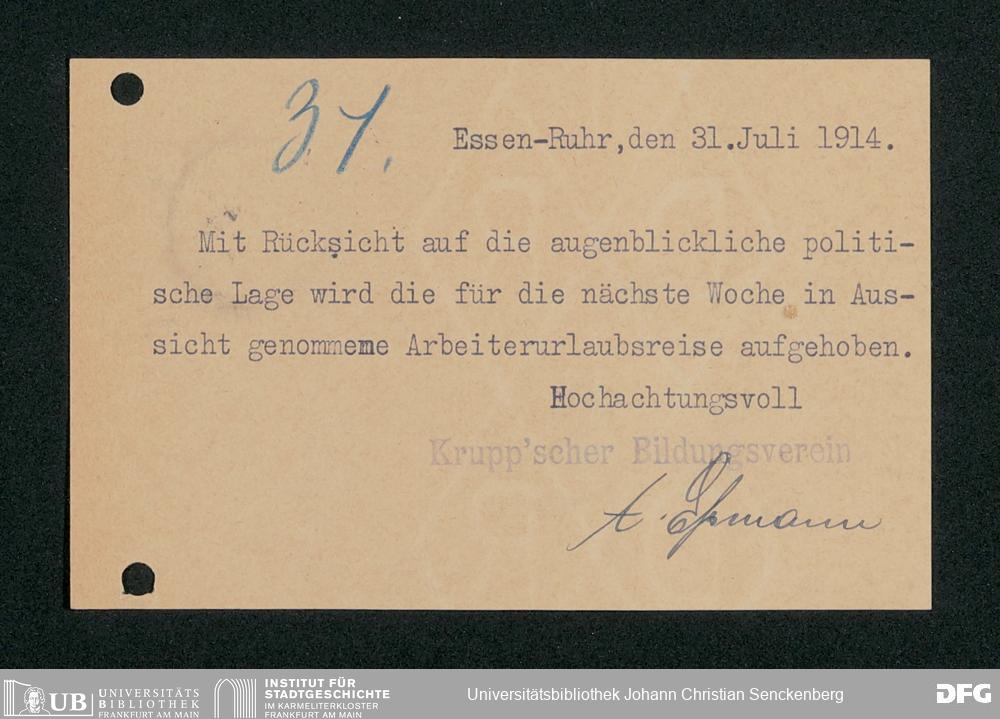 31.
Essen-Ruhr,den 31.Juli 1914.
Mit Rücksicht auf die augenblickliche politi-
sche Lage wird die für die nächste Woche in Aus-
sicht genommene Arbeiterurlaubsreise aufgehoben.
Hochachtungsvoll
Krupp'scher Bildungsverein
UB UNIVERSITÄTS
BIBLIOTHEK
FRANKFURT AM MAIN
INSTITUT FÜR
STADTGESCHICHTE
IM KARMELITERKLOSTER
FRANKFURT AM MAIN
Universitätsbibliothek Johann Christian Senckenberg
DFG